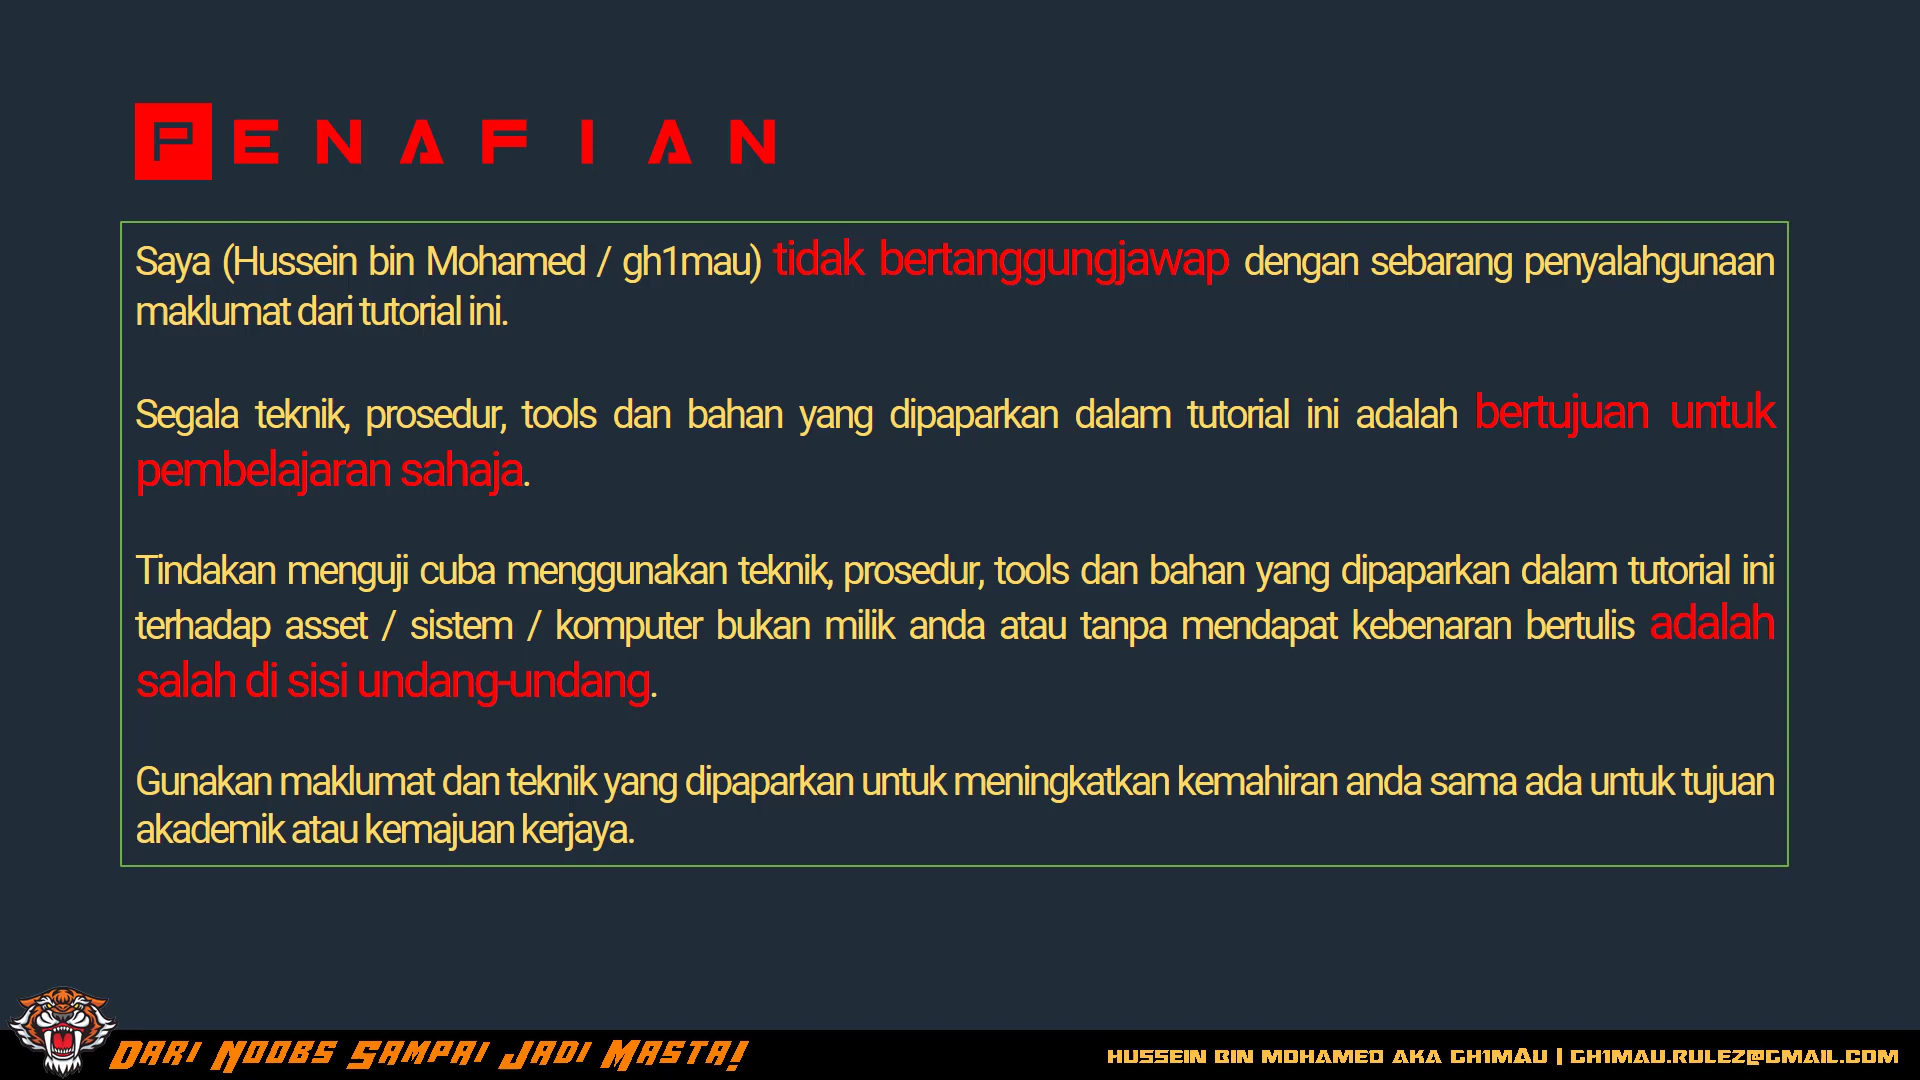 PENAFIAN
Saya (Hussein bin Mohamed / gh1mau) tidak bertanggungjawap dengan sebarang penyalahgunaan
maklumat dari tutorial ini.
Segala teknik, prosedur, tools dan bahan yang dipaparkan dalam tutorial ini adalah bertujuan untuk
pembelajaran sahaja.
Tindakan menguji cuba menggunakan teknik, prosedur, tools dan bahan yang dipaparkan dalam tutorial ini
terhadap asset / sistem / komputer bukan milik anda atau tanpa mendapat kebenaran bertulis adalah
salah di sisi undang-undang.
Gunakan maklumat dan teknik yang dipaparkan untuk meningkatkan kemahiran anda sama ada untuk tujuan
akademik atau kemajuan kerjaya.
Dari Noobs Sampai Jadi Masta!
HUSSEIN BIN MOHAMED AKA GH1MAU | GH1MAU.RULEZ@GMAIL.COM